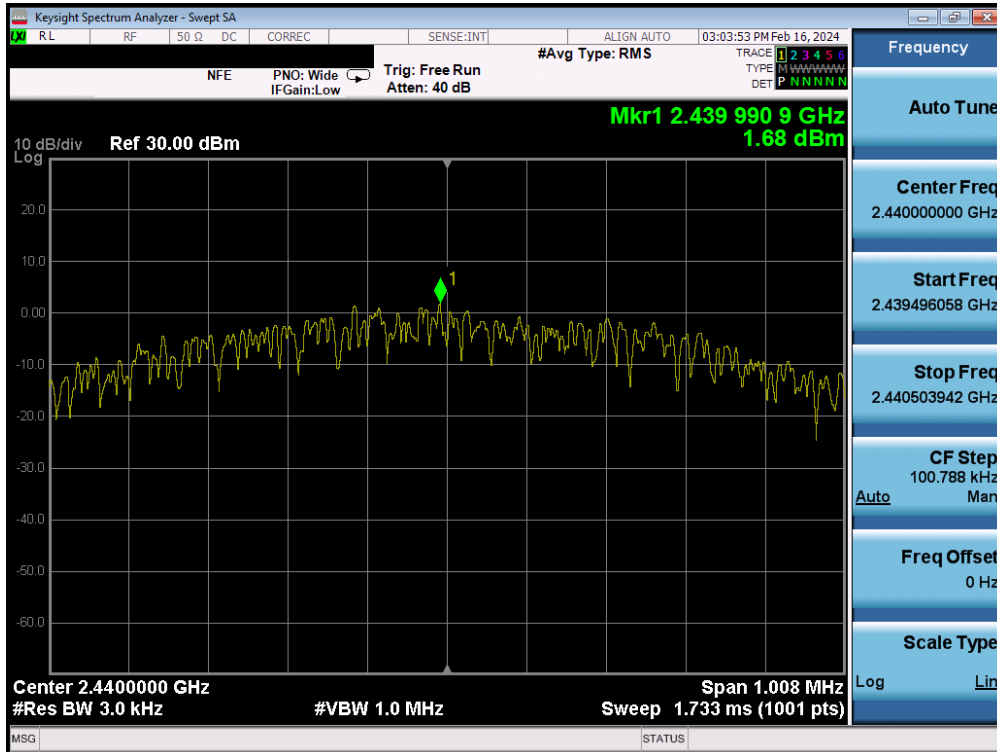 Keysight Spectrum Analyzer - Swept SA
LXI RL RF 50 Ω DC CORREC SENSE:INT ALIGN AUTO 03:03:53 PM Feb 16, 2024
NFE PNO: Wide Trig: Free Run #Avg Type: RMS TRACE 1 2 3 4 5 6
IFGain:Low Atten: 40 dB TYPE M WWWWW
DET P N N N N N
Mkr1 2.439 990 9 GHz
1.68 dBm
10 dB/div Ref 30.00 dBm
Log
20.0
10.0
0.00
-10.0
-20.0
-30.0
-40.0
-50.0
-60.0
1
Center 2.4400000 GHz Span 1.008 MHz
#Res BW 3.0 kHz #VBW 1.0 MHz Sweep 1.733 ms (1001 pts)
MSG STATUS
Frequency
Auto Tune
Center Freq
2.440000000 GHz
Start Freq
2.439496058 GHz
Stop Freq
2.440503942 GHz
CF Step
100.788 kHz
Auto Man
Freq Offset
0 Hz
Scale Type
Log Lin